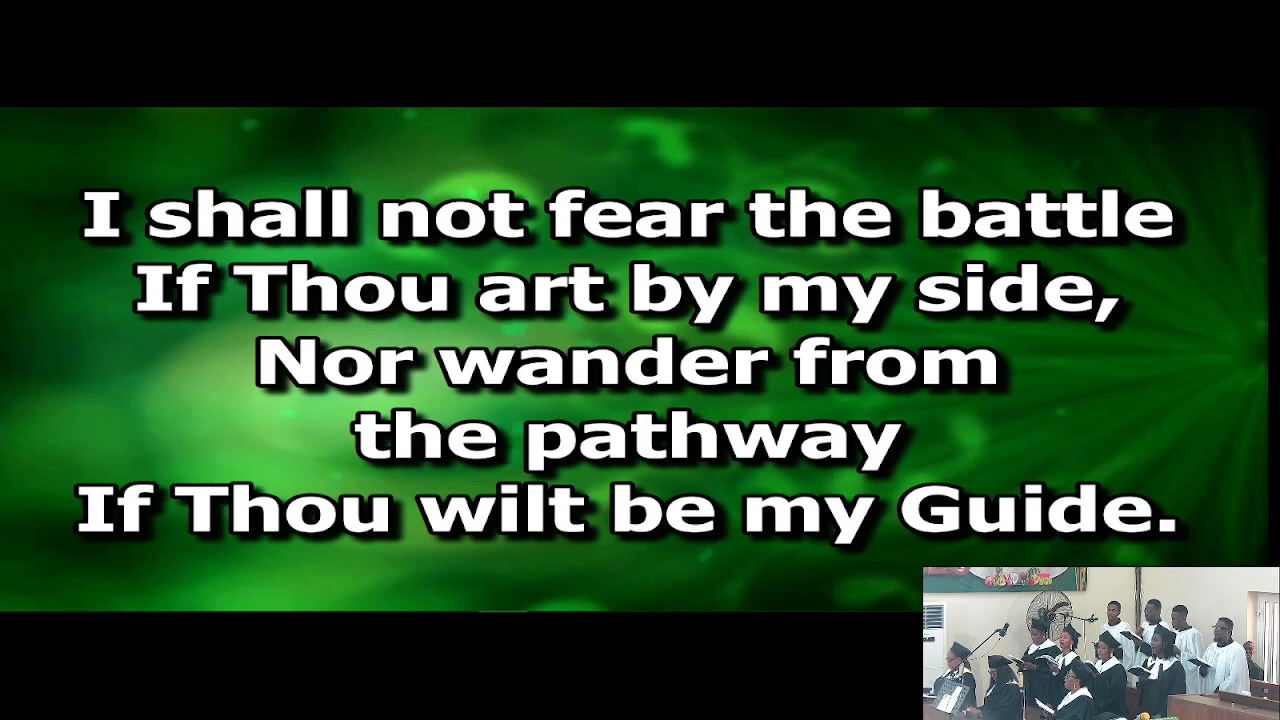 I shall not fear the battle
If Thou art by my side,
Nor wander from
the pathway
If Thou wilt be my Guide.